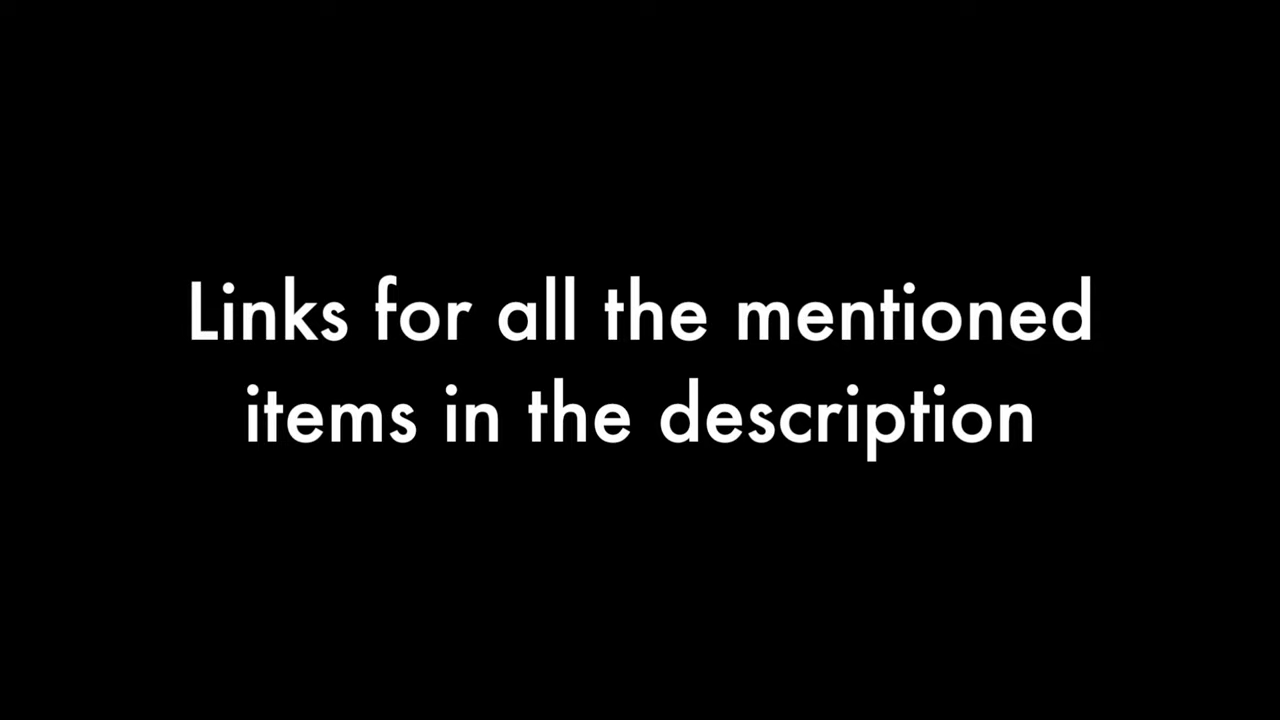 Links for all the mentioned
items in the description